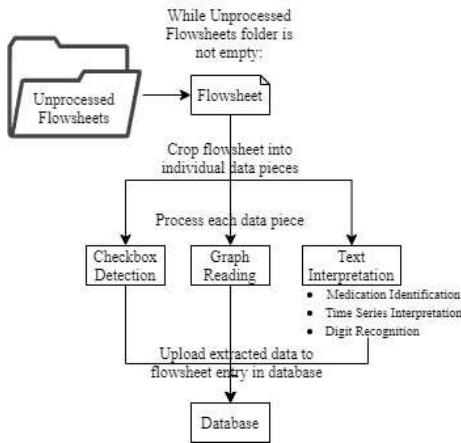 While Unprocessed
Flowsheets folder is
not empty:
Unprocessed
Flowsheets
Flowsheet
Crop flowsheet into
individual data pieces
Process each data piece
Checkbox
Detection
Graph
Reading
Text
Interpretation
• Medication Identification
• Time Series Interpretation
• Digit Recognition
Upload extracted data to
flowsheet entry in database
Database